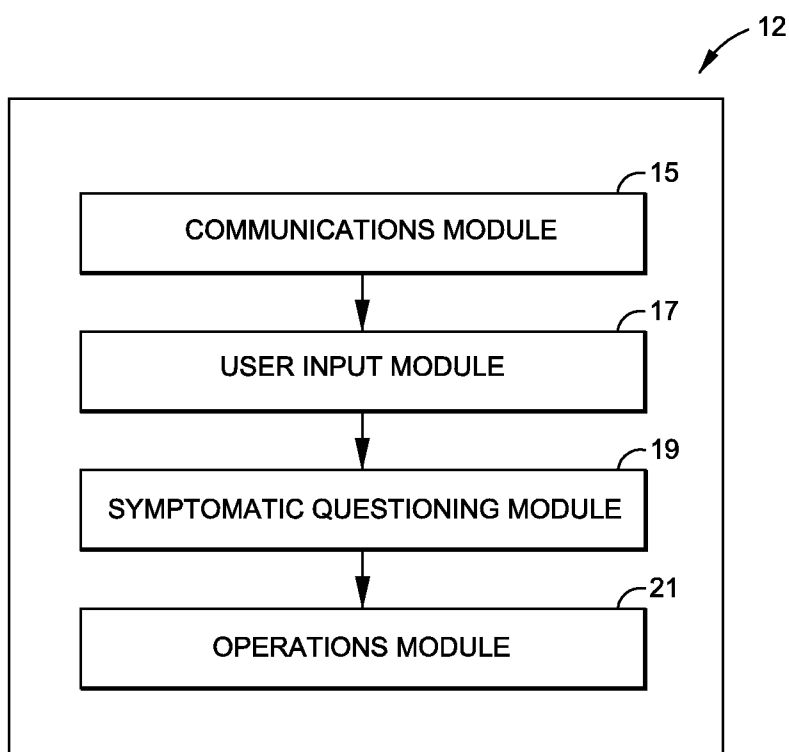 12
15
COMMUNICATIONS MODULE
17
USER INPUT MODULE
19
SYMPTOMATIC QUESTIONING MODULE
21
OPERATIONS MODULE